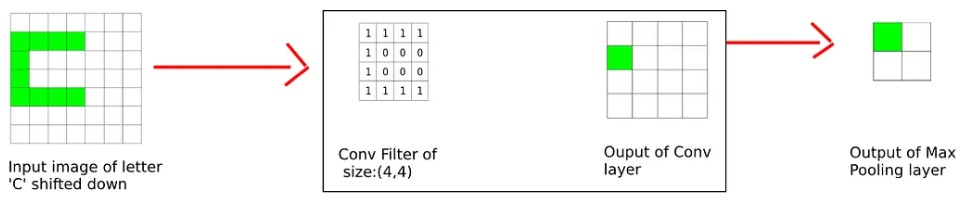 1 1 1 1
1 0 0 0
1 0 0 0
1 1 1 1
Input image of letter
'C' shifted down
Conv Filter of
size:(4,4)
Ouput of Conv
layer
Output of Max
Pooling layer